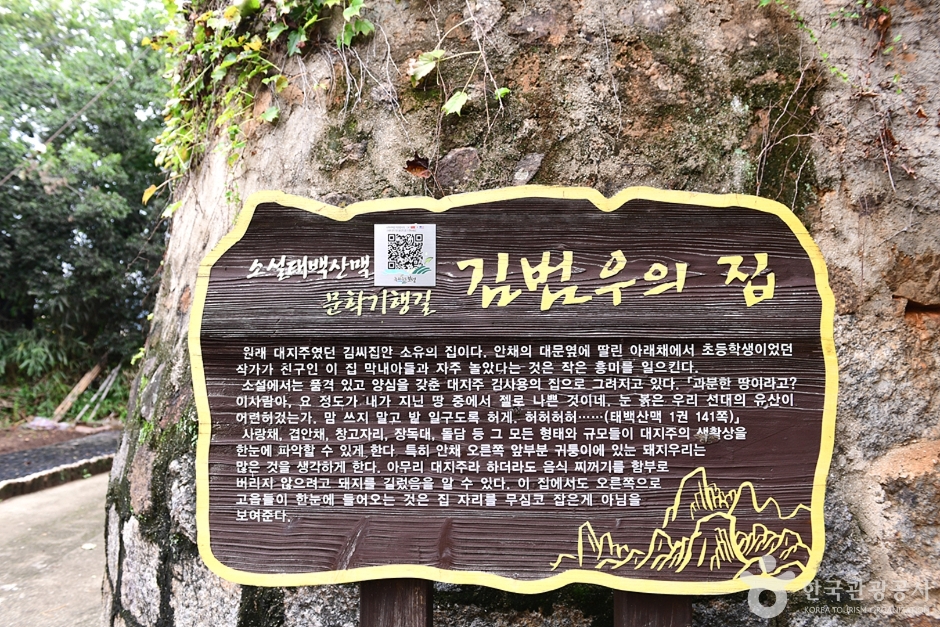 소설태백산맥
문학기행길
김범우의 집
원래 대지주였던 김씨집안 소유의 집이다. 안채의 대문옆에 딸린 아래채에서 초등학생이었던
작가가 친구인 이 집 막내아들과 자주 놀았다는 것은 작은 흥미를 일으킨다.
소설에서는 품격 있고 양심을 갖춘 대지주 김사용의 집으로 그려지고 있다. 「과분한 땅이라고?
이사람아, 요 정도가 내가 지닌 땅 중에서 젤로 나쁜 것이네. 눈 붉은 우리 선대의 유산이
어련허겄는가. 맘 쓰지 말고 밭 일구도록 허게. 허허허허……(태백산맥 1권 141쪽)」
사랑채, 겹안채, 창고자리, 장독대, 돌담 등 그 모든 형태와 규모들이 대지주의 생활상을
한눈에 파악할 수 있게 한다. 특히 안채 오른쪽 앞부분 귀퉁이에 있는 돼지우리는
많은 것을 생각하게 한다. 아무리 대지주라 하더라도 음식 찌꺼기를 함부로
버리지 않으려고 돼지를 길렀음을 알 수 있다. 이 집에서도 오른쪽으로
고읍들이 한눈에 들어오는 것은 집 자리를 무심코 잡은게 아님을
보여준다.
한국관광공사
KOREA TOURISM ORGANIZATION